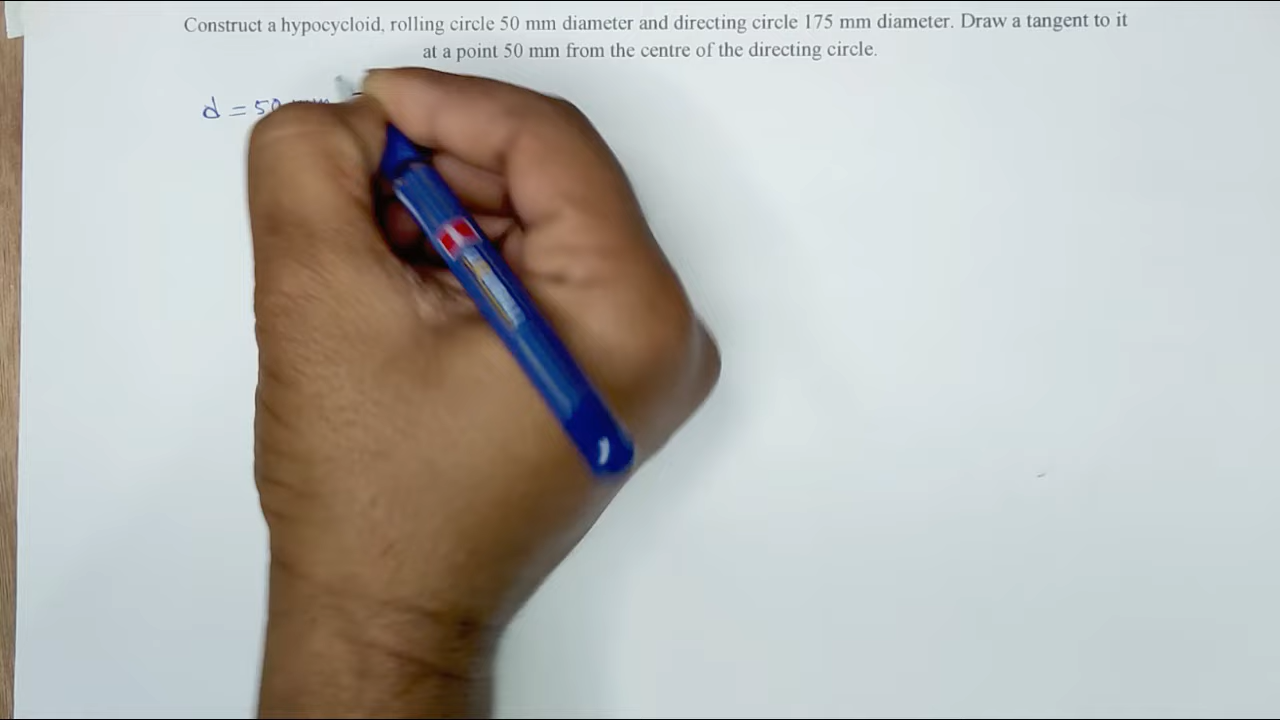 Construct a hypocycloid, rolling circle 50 mm diameter and directing circle 175 mm diameter. Draw a tangent to it
at a point 50 mm from the centre of the directing circle.
d = 50 mm